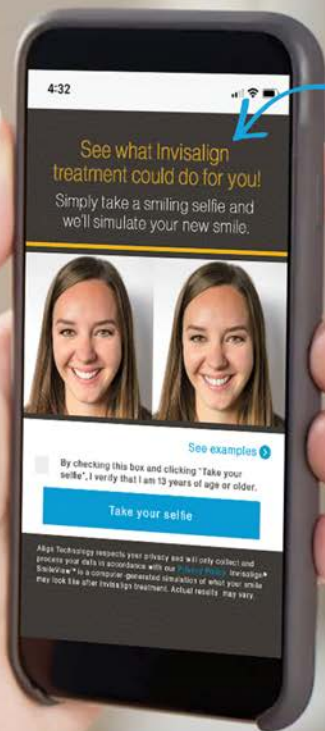 4:32
See what Invisalign
treatment could do for you!
Simply take a smiling selfie and
we'll simulate your new smile.
See examples
By checking this box and clicking "Take your
selfie", I verify that I am 13 years of age or older.
Take your selfie
Align Technology respects your privacy and will only collect and
process your data in accordance with our Privacy Policy. Invisalign®
SmileView™ is a computer-generated simulation of what your smile
may look like after Invisalign treatment. Actual results may vary.